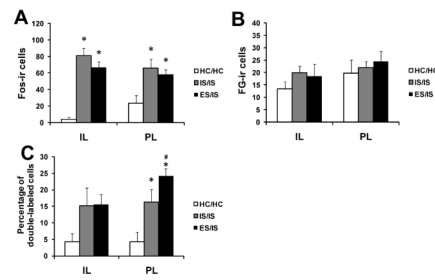 A
Fos-ir cells
120
100
80
60
40
20
0
*
*
*
*
IL
PL
HC/HC
IS/IS
ES/IS
B
FG-ir cells
40
35
30
25
20
15
10
5
0
IL
PL
HC/HC
IS/IS
ES/IS
C
Percentage of
double-labeled cells
30
25
20
15
10
5
0
*
#
*
IL
PL
HC/HC
IS/IS
ES/IS